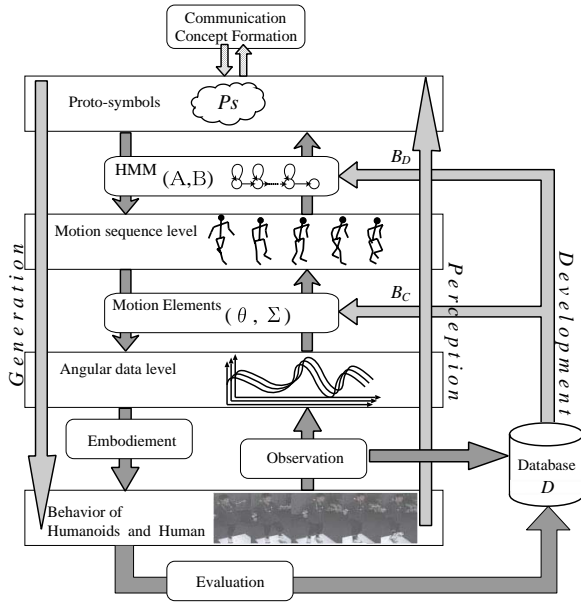 Communication
Concept Formation
Proto-symbols
Ps
HMM (A,B)
B_D
Motion sequence level
Motion Elements (θ, Σ)
B_C
Angular data level
Generation
Perception
Development
Embodiement
Observation
Database
D
Behavior of
Humanoids and Human
Evaluation